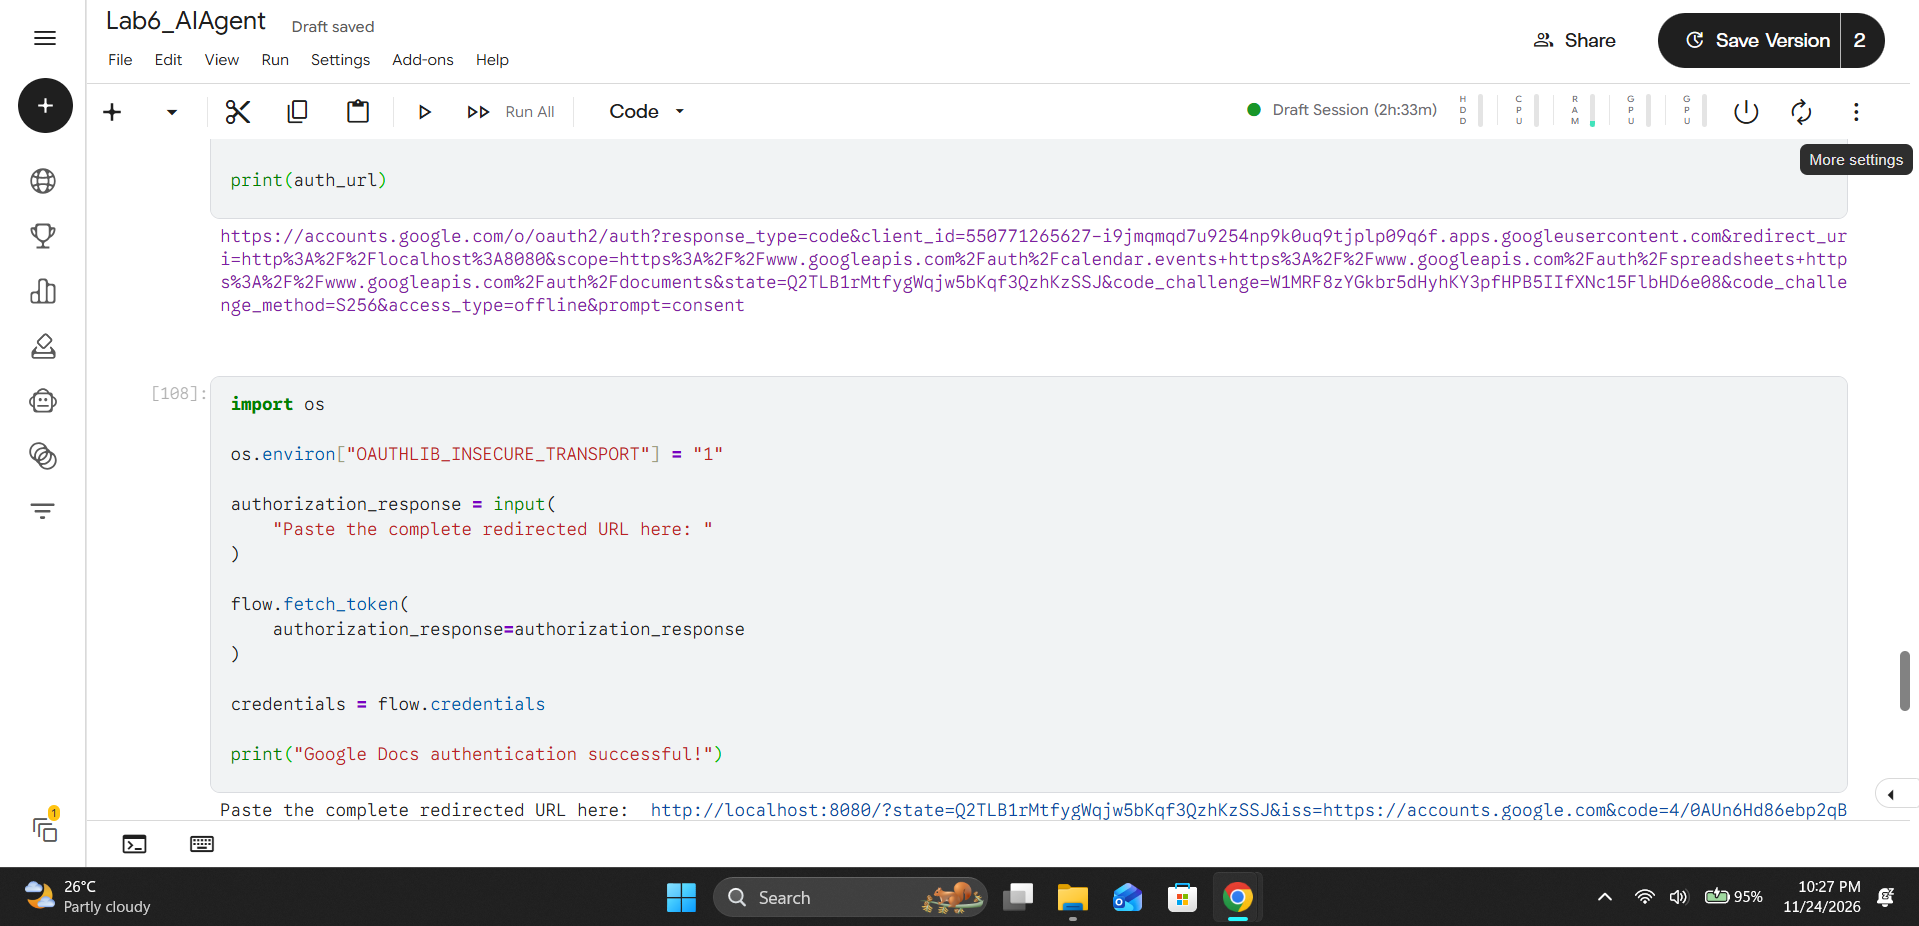 Lab6_AIAgent
Draft saved
File Edit View Run Settings Add-ons Help
Share
Save Version 2
Run All
Code
Draft Session (2h:33m)
HDD
CPU
RAM
GPU
GPU
More settings
print(auth_url)
https://accounts.google.com/o/oauth2/auth?response_type=code&client_id=550771265627-i9jmqmqd7u9254np9k0uq9tjplp09q6f.apps.googleusercontent.com&redirect_ur
i=http%3A%2F%2Flocalhost%3A8080&scope=https%3A%2F%2Fwww.googleapis.com%2Fauth%2Fcalendar.events+https%3A%2F%2Fwww.googleapis.com%2Fauth%2Fspreadsheets+http
s%3A%2F%2Fwww.googleapis.com%2Fauth%2Fdocuments&state=Q2TLB1rMtfygWqjw5bKqf3QzhKzSSJ&code_challenge=W1MRF8zYGkbr5dHyhKY3pfHPB5IIfXNc15FlbHD6e08&code_challe
nge_method=S256&access_type=offline&prompt=consent
[108]:
import os
os.environ["OAUTHLIB_INSECURE_TRANSPORT"] = "1"
authorization_response = input(
"Paste the complete redirected URL here: "
)
flow.fetch_token(
authorization_response=authorization_response
)
credentials = flow.credentials
print("Google Docs authentication successful!")
Paste the complete redirected URL here: http://localhost:8080/?state=Q2TLB1rMtfygWqjw5bKqf3QzhKzSSJ&iss=https://accounts.google.com&code=4/0AUn6Hd86ebp2qB
1
26°C
Partly cloudy
Search
95%
10:27 PM
11/24/2026